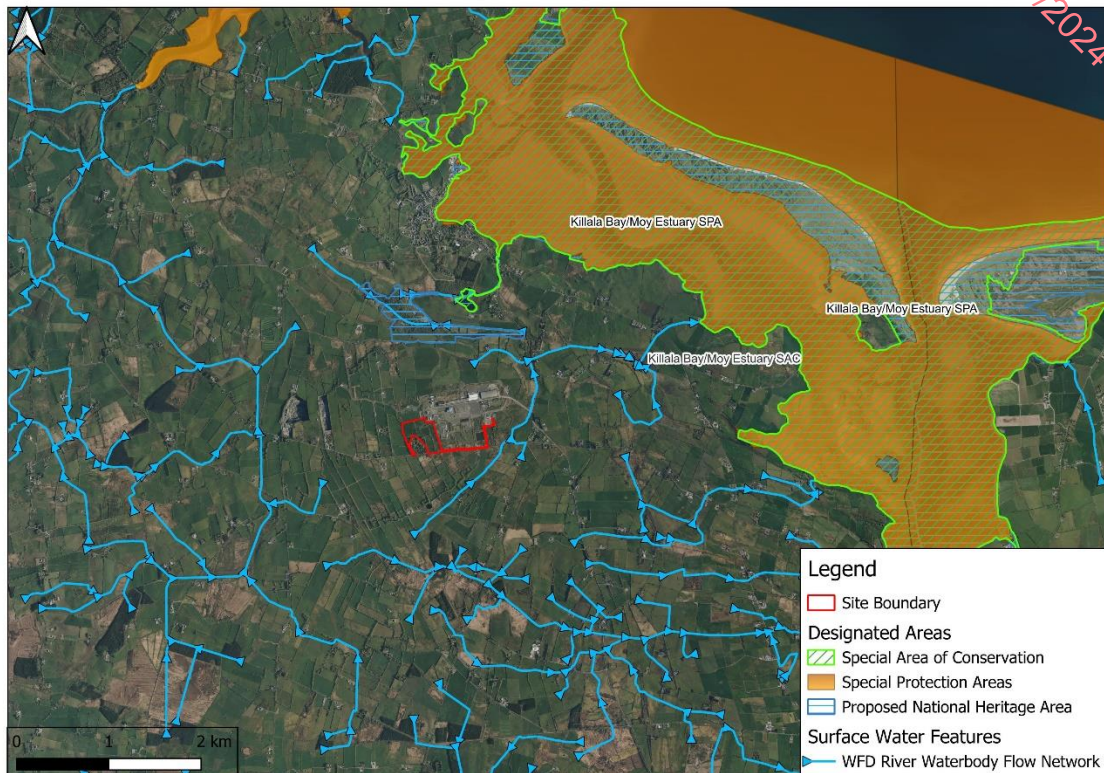 /2024
Killala Bay/Moy Estuary SPA
Killala Bay/Moy Estuary SPA
Killala Bay/Moy Estuary SAC
Legend
Site Boundary
Designated Areas
Special Area of Conservation
Special Protection Areas
Proposed National Heritage Area
Surface Water Features
WFD River Waterbody Flow Network
0 1 2 km